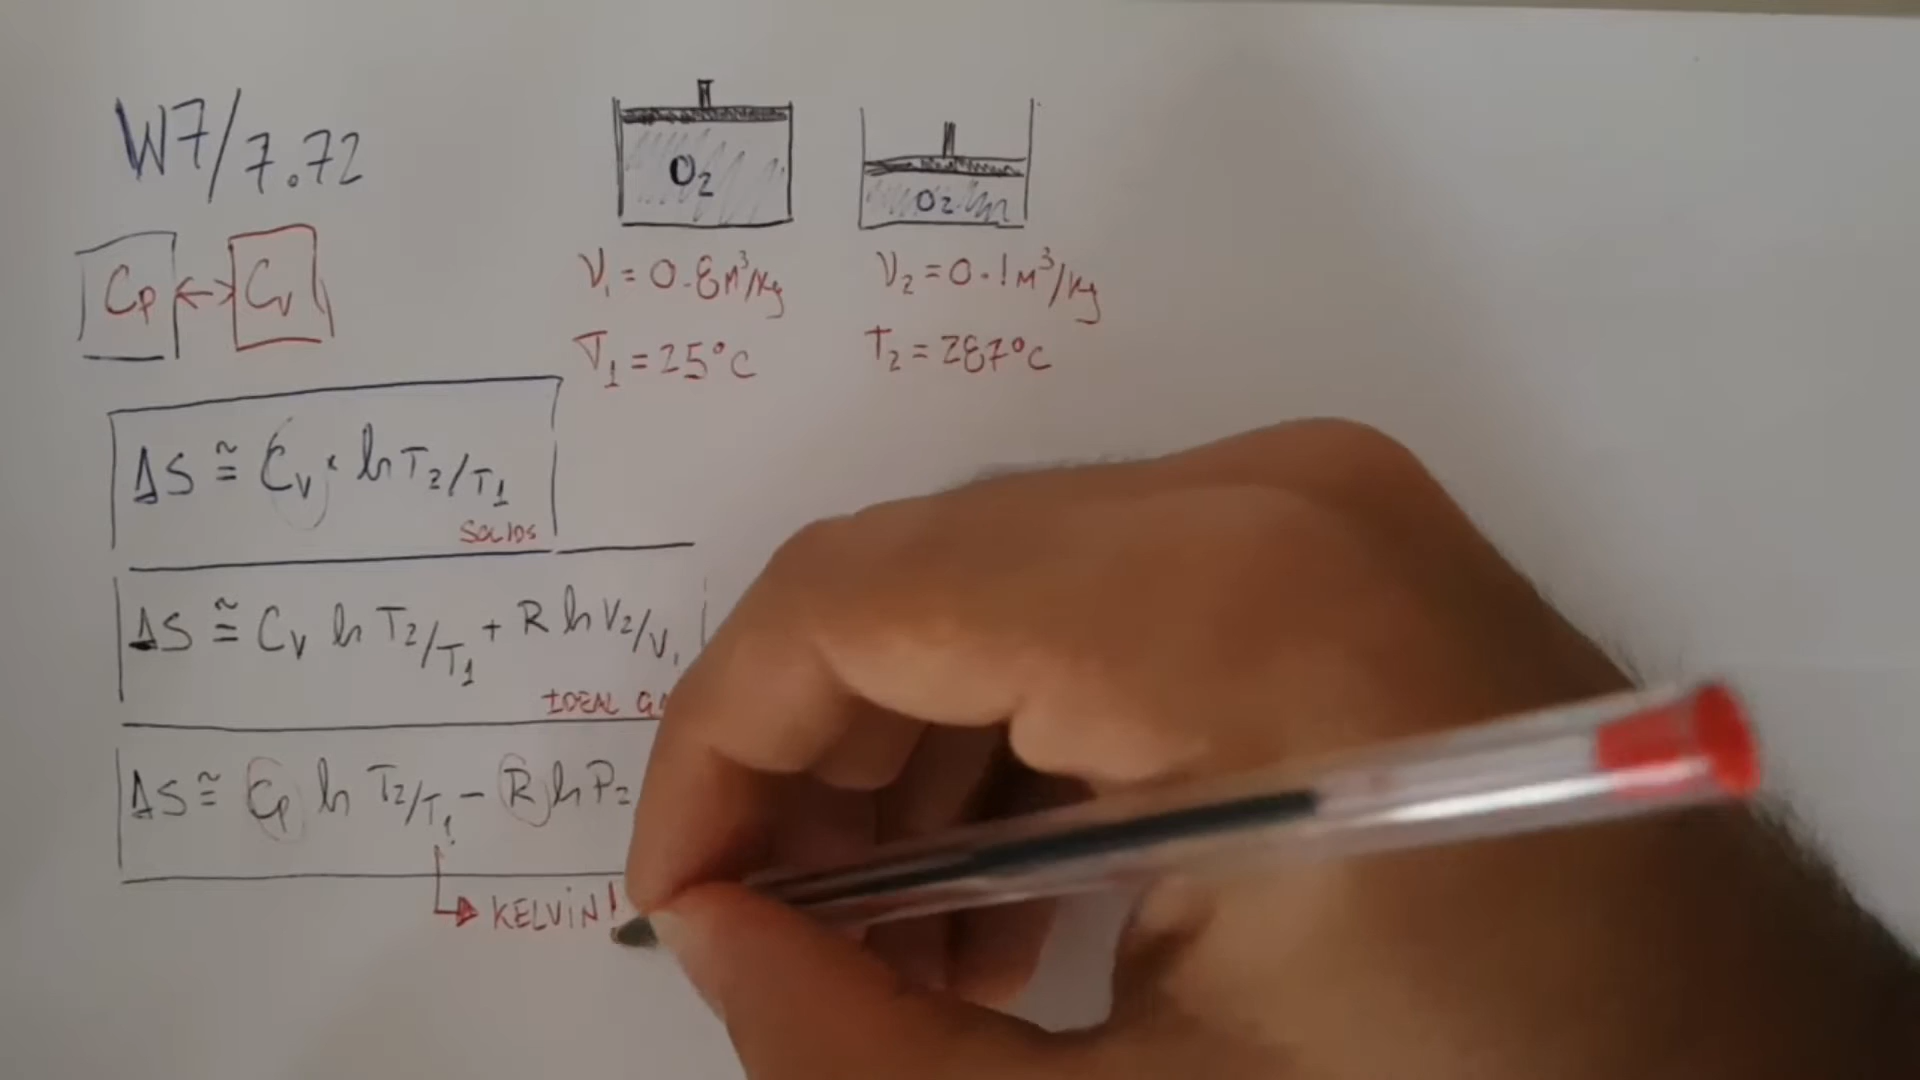 W7/7.72
O₂
O₂
V₁ = 0.8 m³/kg
V₂ = 0.1 m³/kg
T₁ = 25°C
T₂ = 287°C
Cp ↔ Cv
ΔS ≅ Cv · ln T₂/T₁
SOLIDS
ΔS ≅ Cv ln T₂/T₁ + R ln V₂/V₁
IDEAL
ΔS ≅ Cp ln T₂/T₁ - R ln P₂
→ KELVIN!